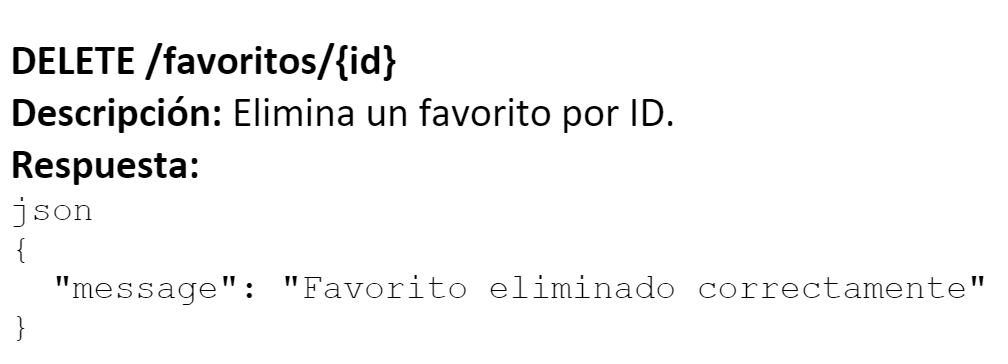 DELETE /favoritos/{id}
Descripción: Elimina un favorito por ID.
Respuesta:
json
{
  "message": "Favorito eliminado correctamente"
}